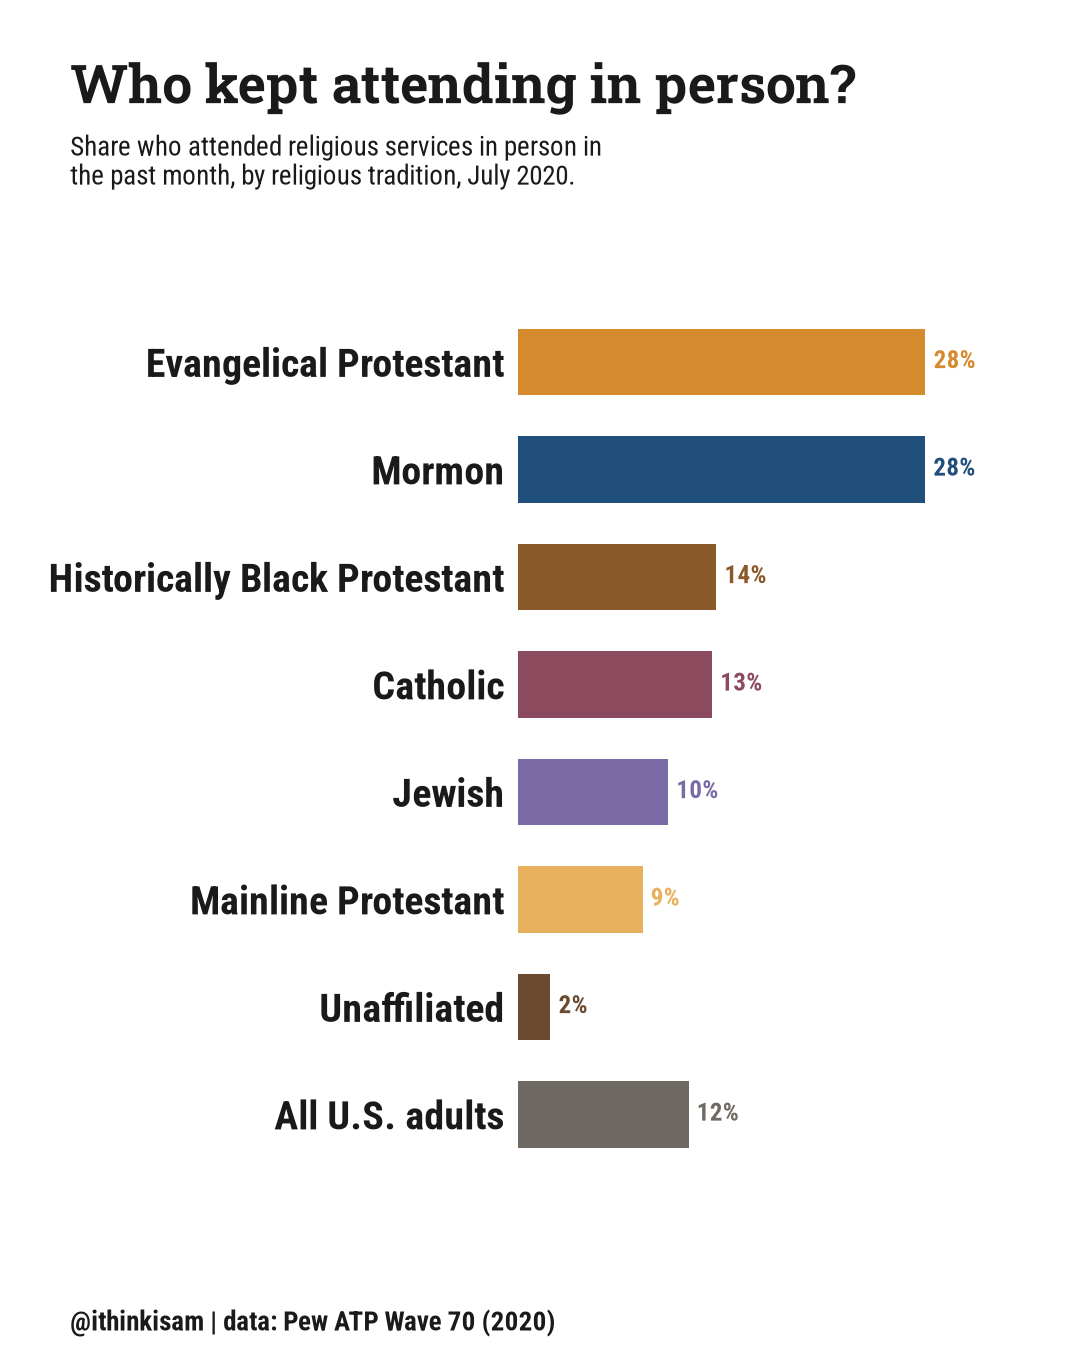 Who kept attending in person?
Share who attended religious services in person in
the past month, by religious tradition, July 2020.
Evangelical Protestant 28%
Mormon 28%
Historically Black Protestant 14%
Catholic 13%
Jewish 10%
Mainline Protestant 9%
Unaffiliated 2%
All U.S. adults 12%
@ithinkisam | data: Pew ATP Wave 70 (2020)